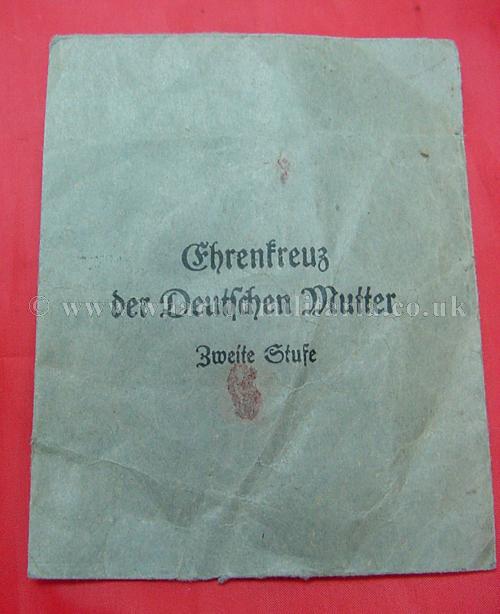 Ehrenkreuz
der Deutschen Mutter
Zweite Stufe